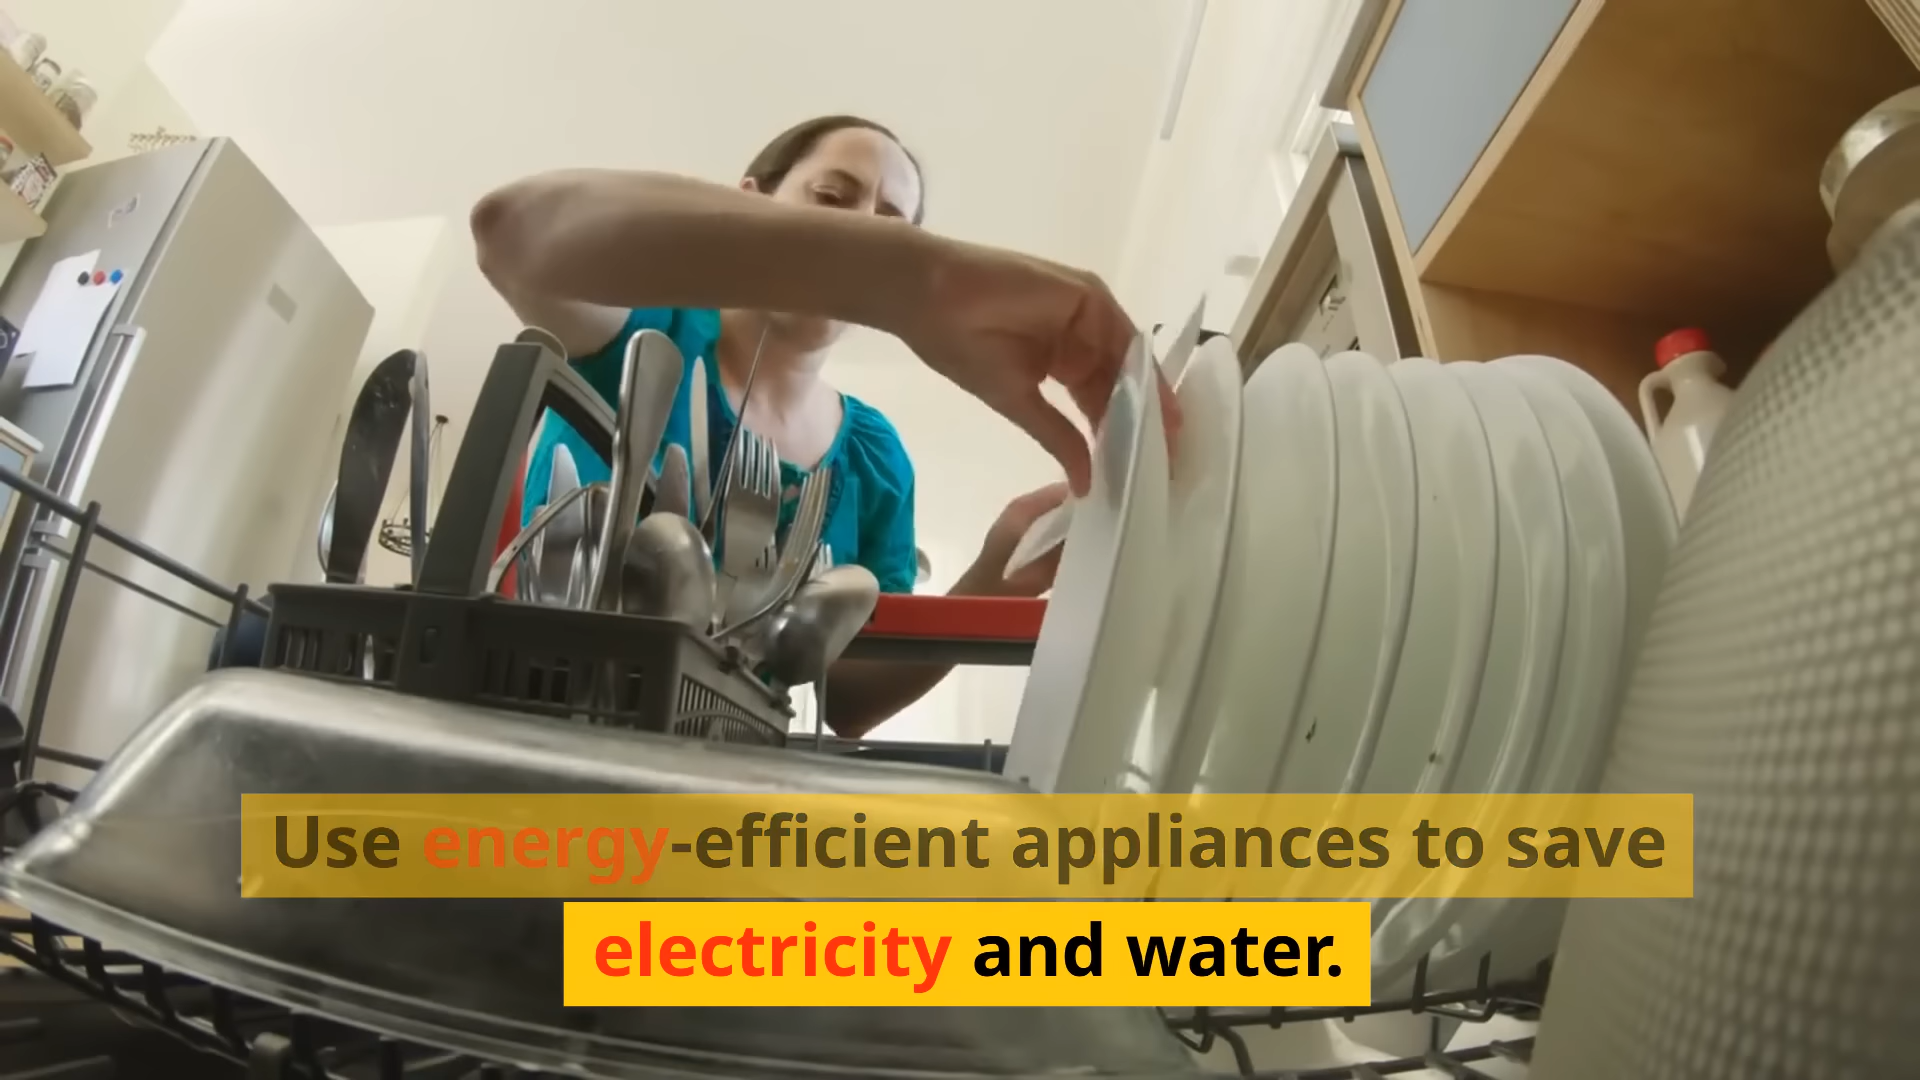 Use energy-efficient appliances to save
electricity and water.